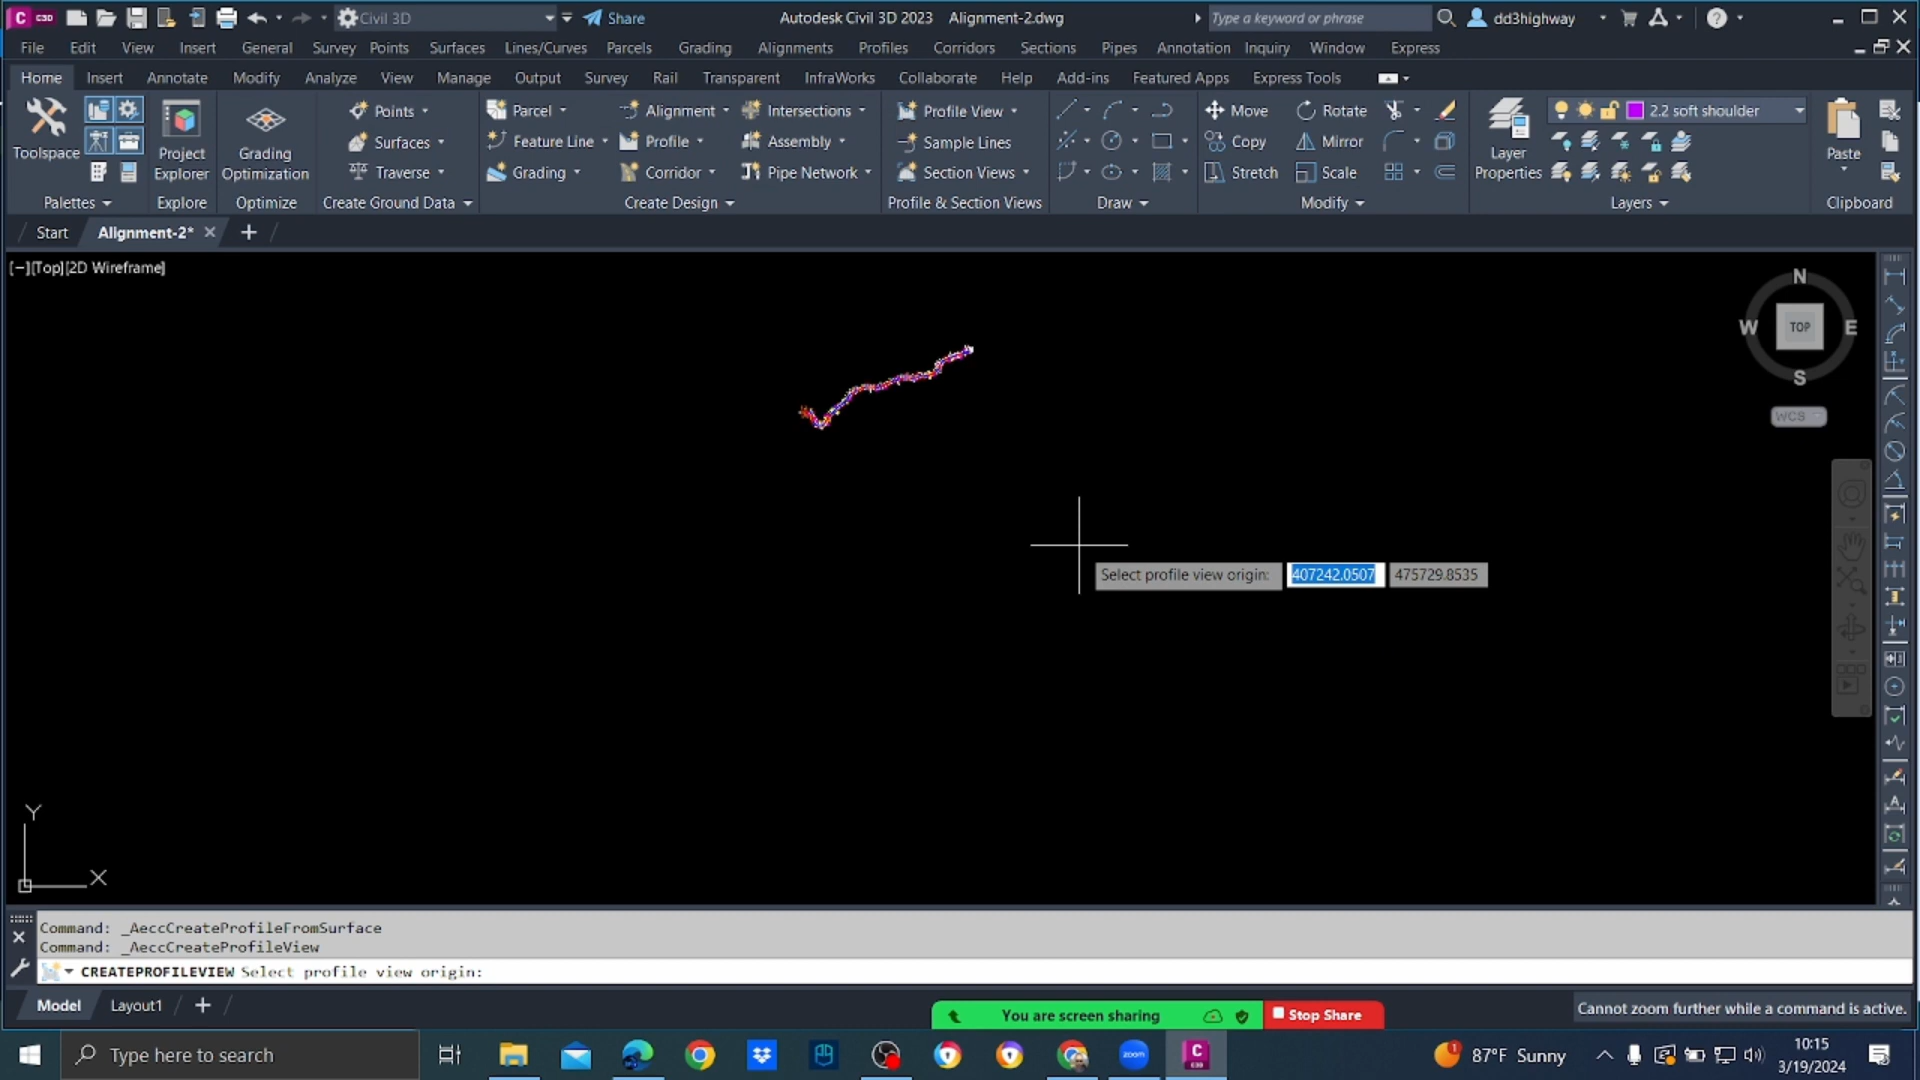 C3D Civil 3D Share Autodesk Civil 3D 2023 Alignment-2.dwg Type a keyword or phrase dd3highway
File Edit View Insert General Survey Points Surfaces Lines/Curves Parcels Grading Alignments Profiles Corridors Sections Pipes Annotation Inquiry Window Express
Home Insert Annotate Modify Analyze View Manage Output Survey Rail Transparent InfraWorks Collaborate Help Add-ins Featured Apps Express Tools
Points Parcel Alignment Intersections Profile View Move Rotate 2.2 soft shoulder
Surfaces Feature Line Profile Assembly Sample Lines Copy Mirror
Toolspace Project Explorer Grading Optimization Layer Properties Paste
Traverse Grading Corridor Pipe Network Section Views Stretch Scale
Palettes Explore Optimize Create Ground Data Create Design Profile & Section Views Draw Modify Layers Clipboard
Start Alignment-2* +
[−][Top][2D Wireframe]
N
W TOP E
S
WCS
Select profile view origin: 407242.0507 475729.8535
Y
X
Command: _AeccCreateProfileFromSurface
Command: _AeccCreateProfileView
CREATEPROFILEVIEW Select profile view origin:
Model Layout1 + Cannot zoom further while a command is active.
You are screen sharing Stop Share
Type here to search zoom C C3D 1 87°F Sunny 10:15
3/19/2024